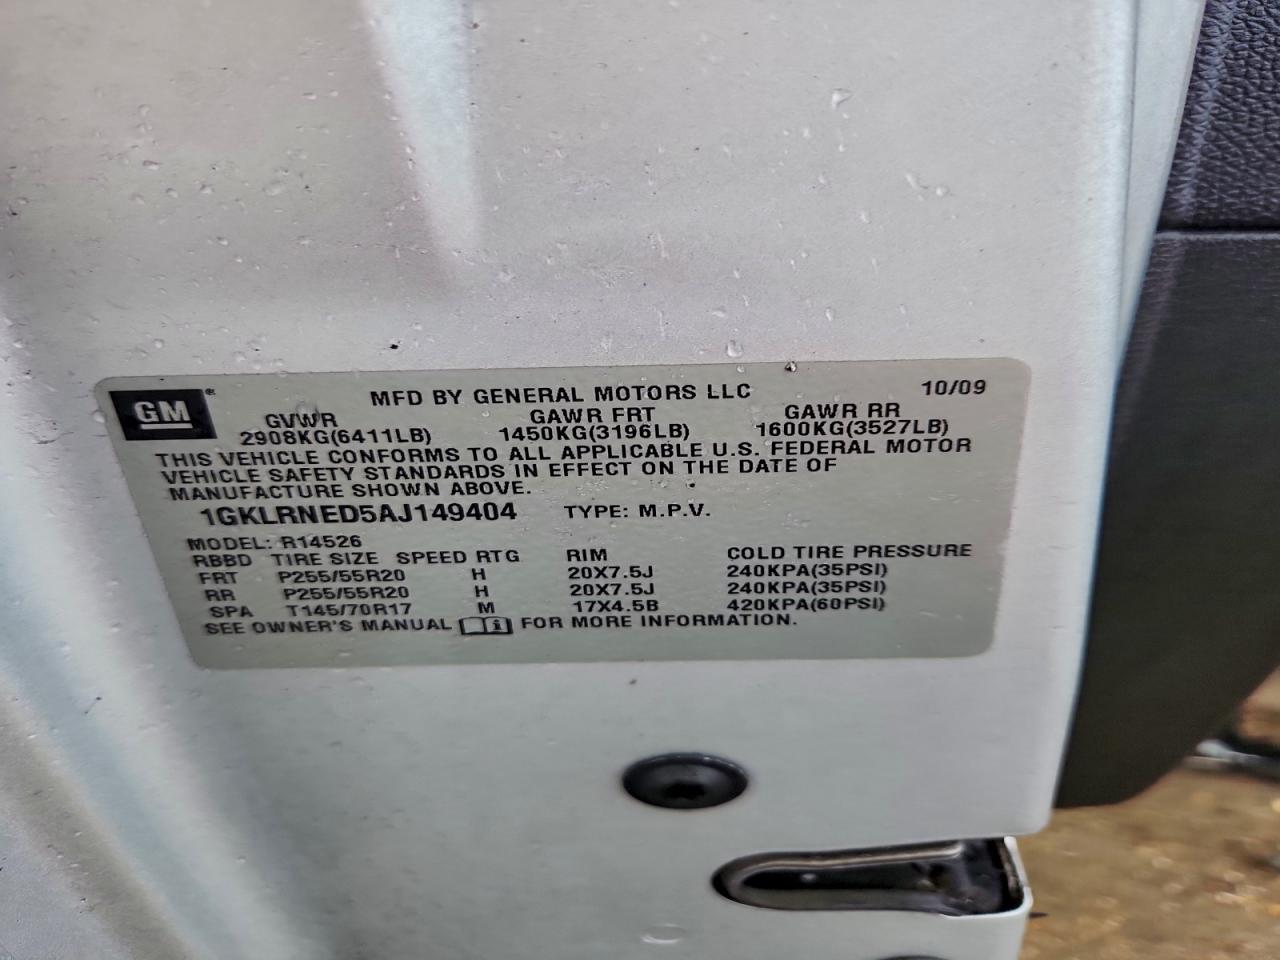 GM ® MFD BY GENERAL MOTORS LLC 10/09
GVWR GAWR FRT GAWR RR
2908KG(6411LB) 1450KG(3196LB) 1600KG(3527LB)
THIS VEHICLE CONFORMS TO ALL APPLICABLE U.S. FEDERAL MOTOR
VEHICLE SAFETY STANDARDS IN EFFECT ON THE DATE OF
MANUFACTURE SHOWN ABOVE.
1GKLRNED5AJ149404 TYPE: M.P.V.
MODEL: R14526
RBBD TIRE SIZE SPEED RTG RIM COLD TIRE PRESSURE
FRT P255/55R20 H 20X7.5J 240KPA(35PSI)
RR P255/55R20 H 20X7.5J 240KPA(35PSI)
SPA T145/70R17 M 17X4.5B 420KPA(60PSI)
SEE OWNER'S MANUAL FOR MORE INFORMATION.